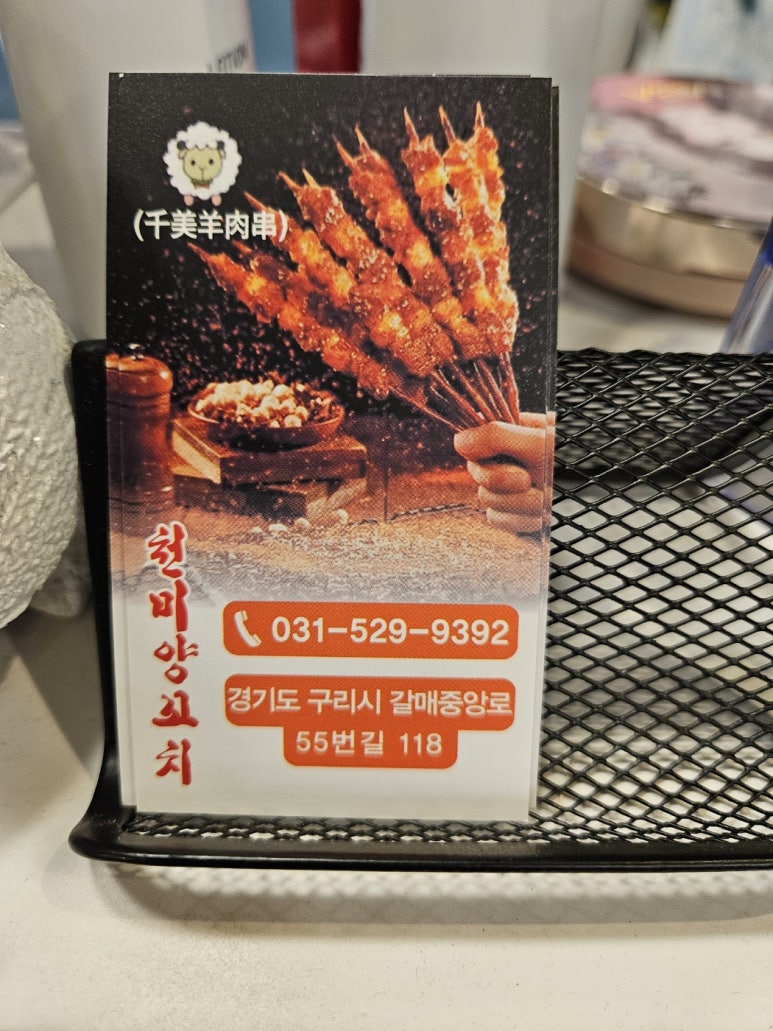 (千美羊肉串)
천미양꼬치
031-529-9392
경기도 구리시 갈매중앙로
55번길 118